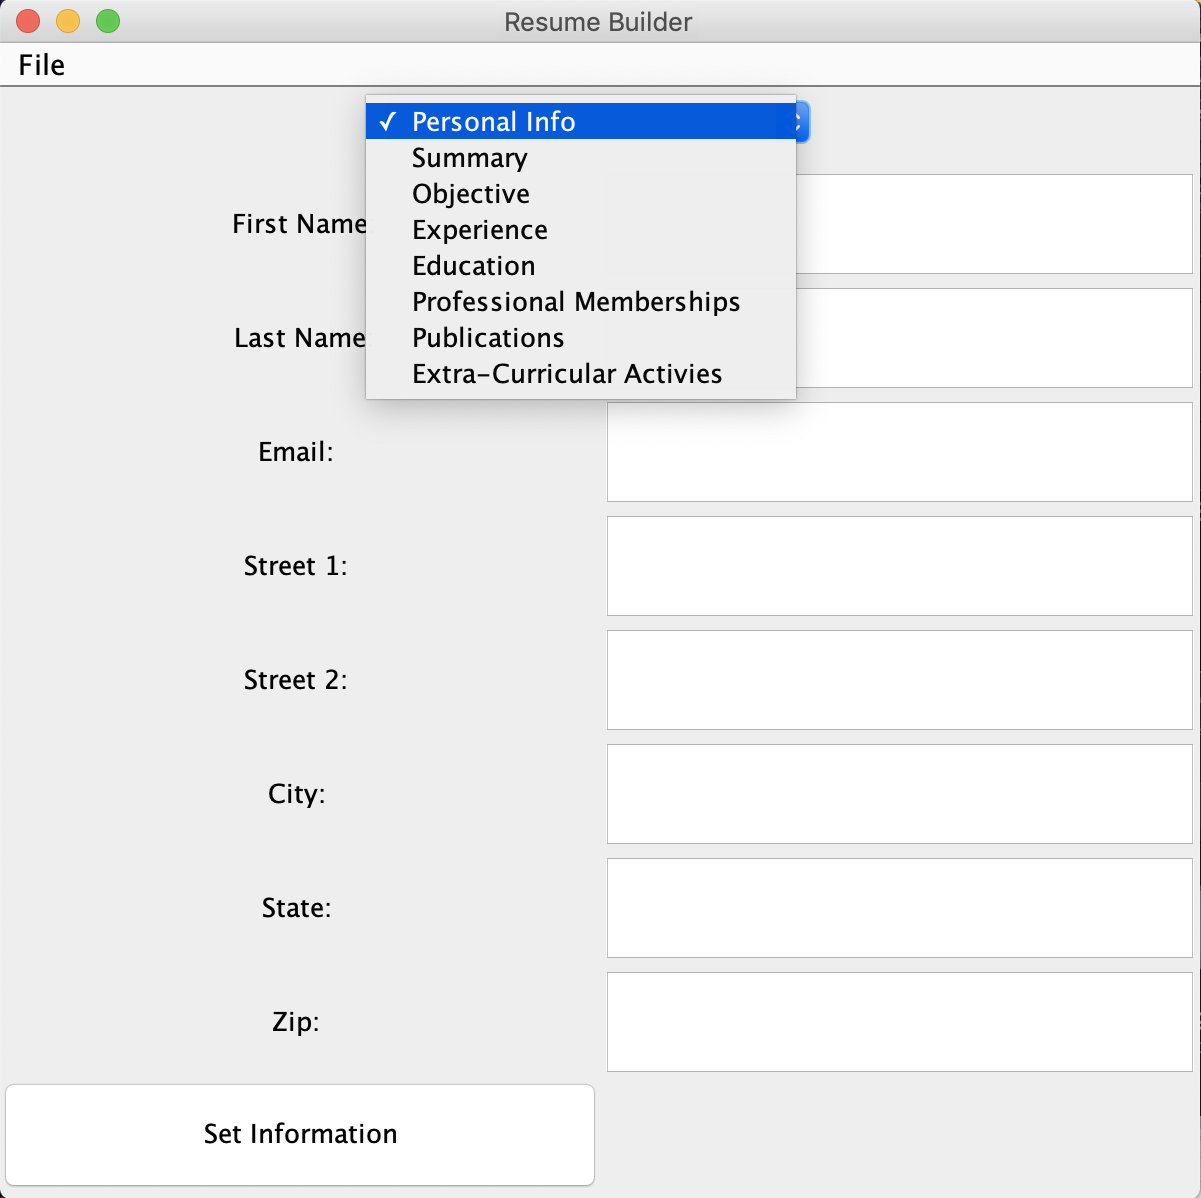 Resume Builder
File
✓ Personal Info
Summary
Objective
Experience
Education
Professional Memberships
Publications
Extra-Curricular Activies
First Name
Last Name
Email:
Street 1:
Street 2:
City:
State:
Zip:
Set Information